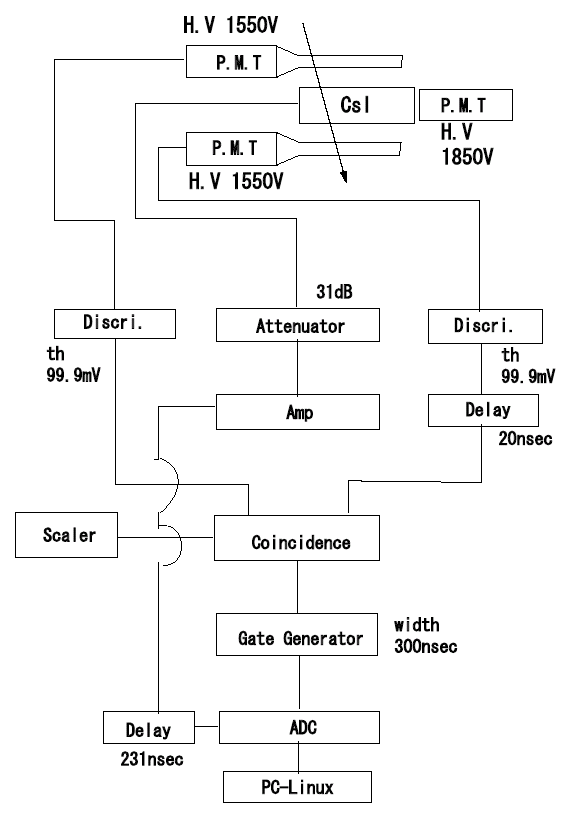 H.V 1550V
P.M.T
CsI
P.M.T
H.V
1850V
P.M.T
H.V 1550V
31dB
Discri.
Attenuator
Discri.
th
99.9mV
th
99.9mV
Amp
Delay
20nsec
Scaler
Coincidence
Gate Generator
width
300nsec
Delay
ADC
231nsec
PC-Linux